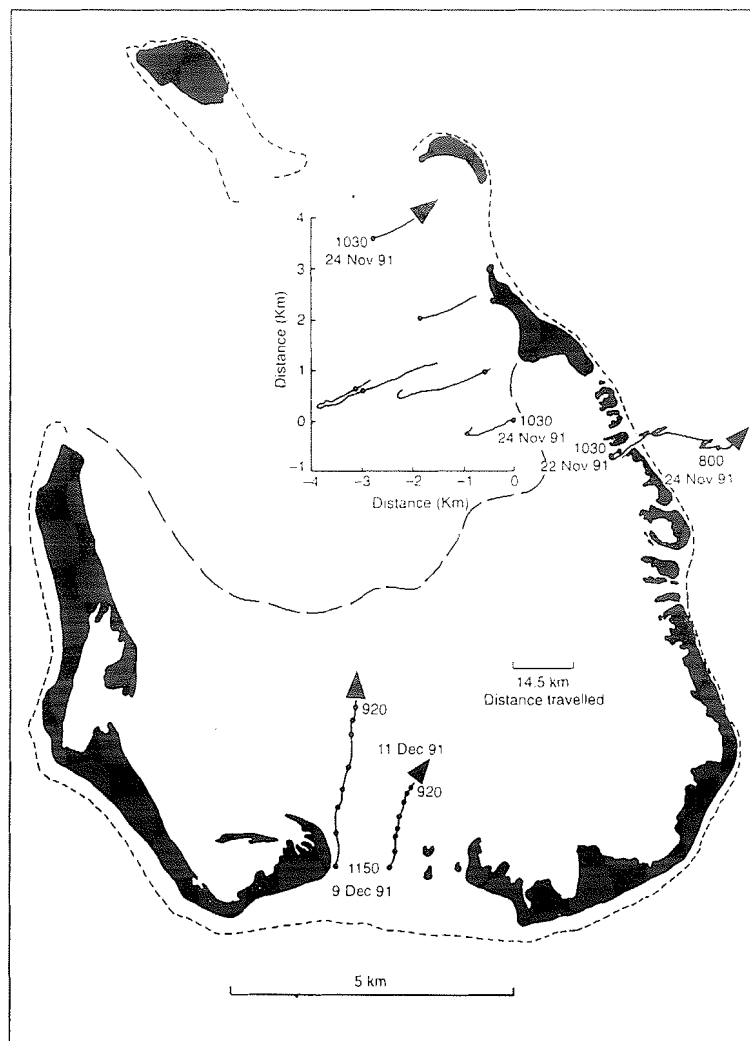 4
1030
24 Nov 91
3
Distance (Km)
2
1
0
1030
24 Nov 91
1030
22 Nov 91
800
24 Nov 91
-1
-4
-3
-2
-1
0
Distance (Km)
14.5 km
Distance travelled
920
11 Dec 91
920
1150
9 Dec 91
5 km